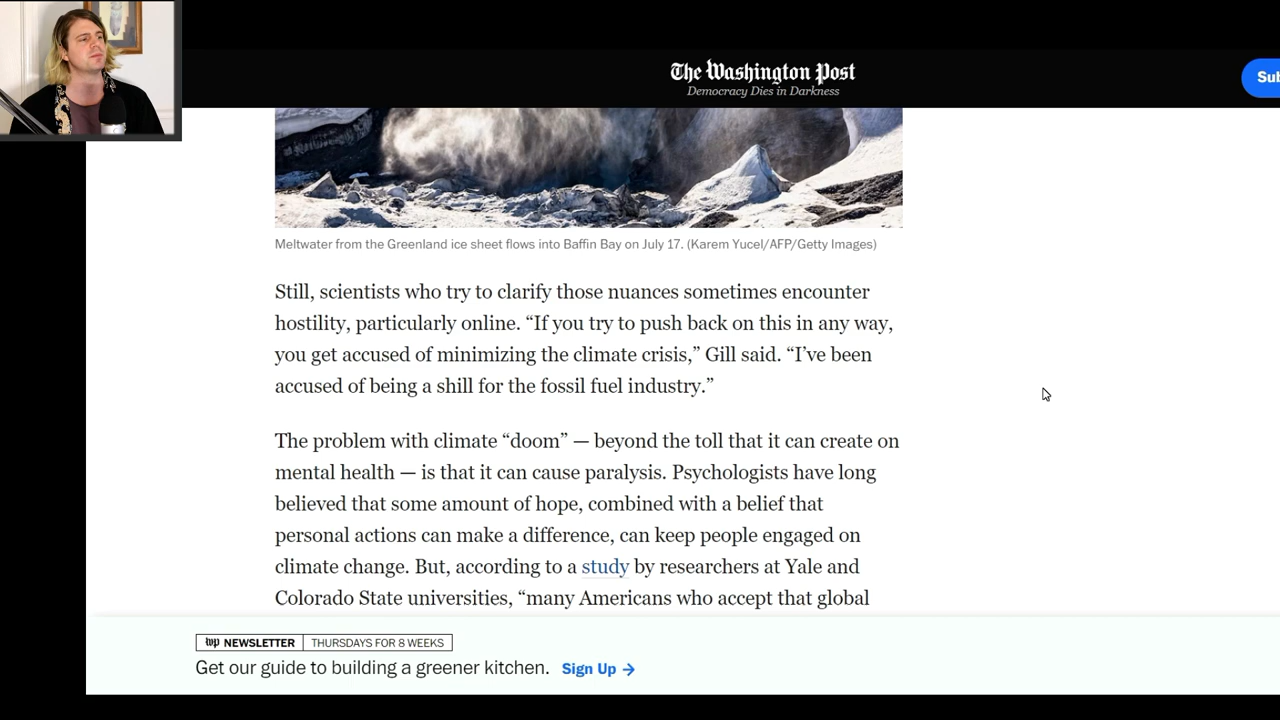 The Washington Post
Democracy Dies in Darkness
Sub
Meltwater from the Greenland ice sheet flows into Baffin Bay on July 17. (Karem Yucel/AFP/Getty Images)
Still, scientists who try to clarify those nuances sometimes encounter
hostility, particularly online. “If you try to push back on this in any way,
you get accused of minimizing the climate crisis,” Gill said. “I’ve been
accused of being a shill for the fossil fuel industry.”
The problem with climate “doom” — beyond the toll that it can create on
mental health — is that it can cause paralysis. Psychologists have long
believed that some amount of hope, combined with a belief that
personal actions can make a difference, can keep people engaged on
climate change. But, according to a study by researchers at Yale and
Colorado State universities, “many Americans who accept that global
wp NEWSLETTER THURSDAYS FOR 8 WEEKS
Get our guide to building a greener kitchen. Sign Up →